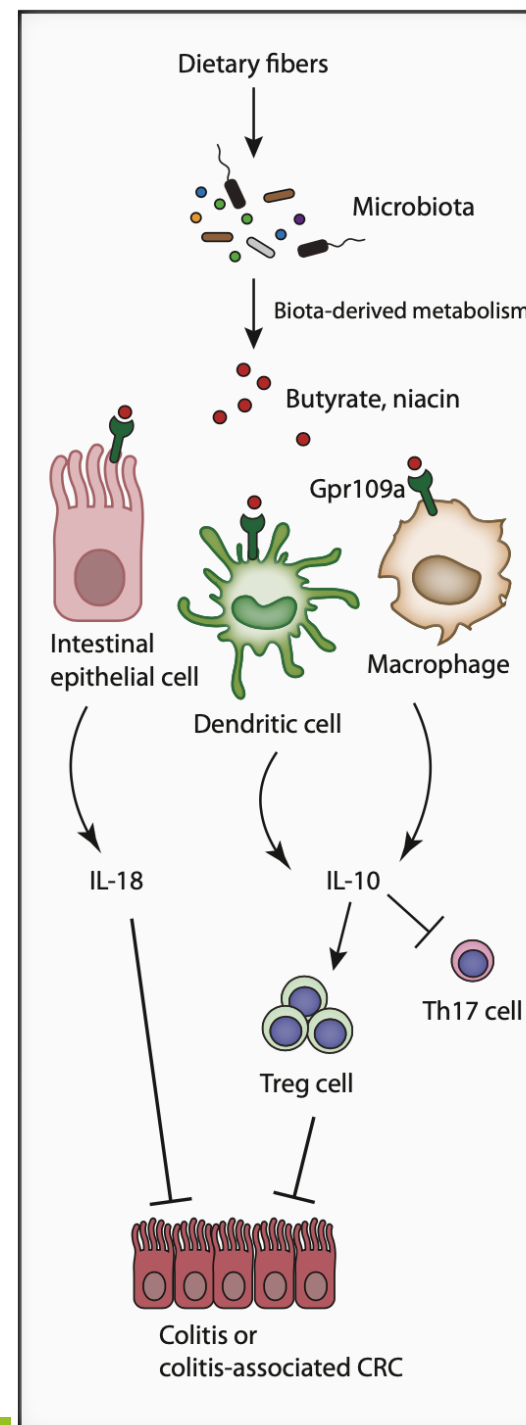 Dietary fibers
Microbiota
Biota-derived metabolism
Butyrate, niacin
Gpr109a
Intestinal
epithelial cell
Macrophage
Dendritic cell
IL-18
IL-10
Th17 cell
Treg cell
Colitis or
colitis-associated CRC